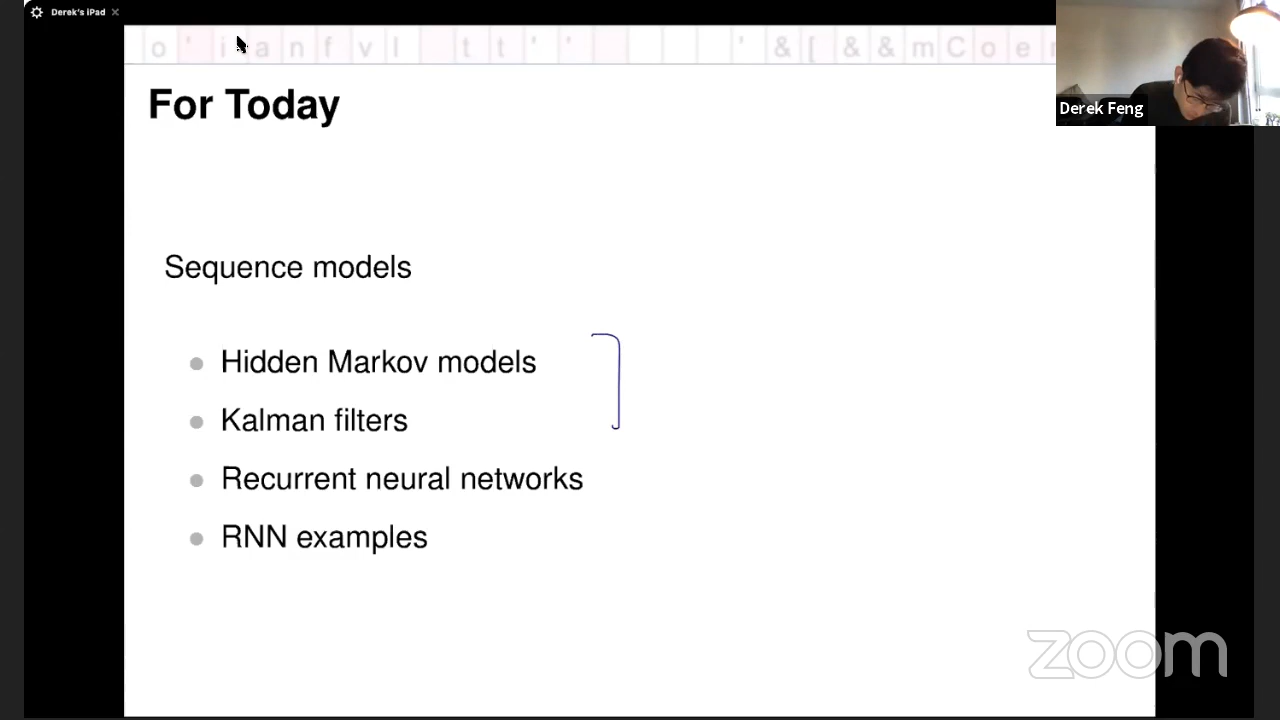 Derek's iPad
o ' i a n f v l t t ' ' ' & [ & & m C o e
Derek Feng
For Today
Sequence models
Hidden Markov models
Kalman filters
Recurrent neural networks
RNN examples
zoom